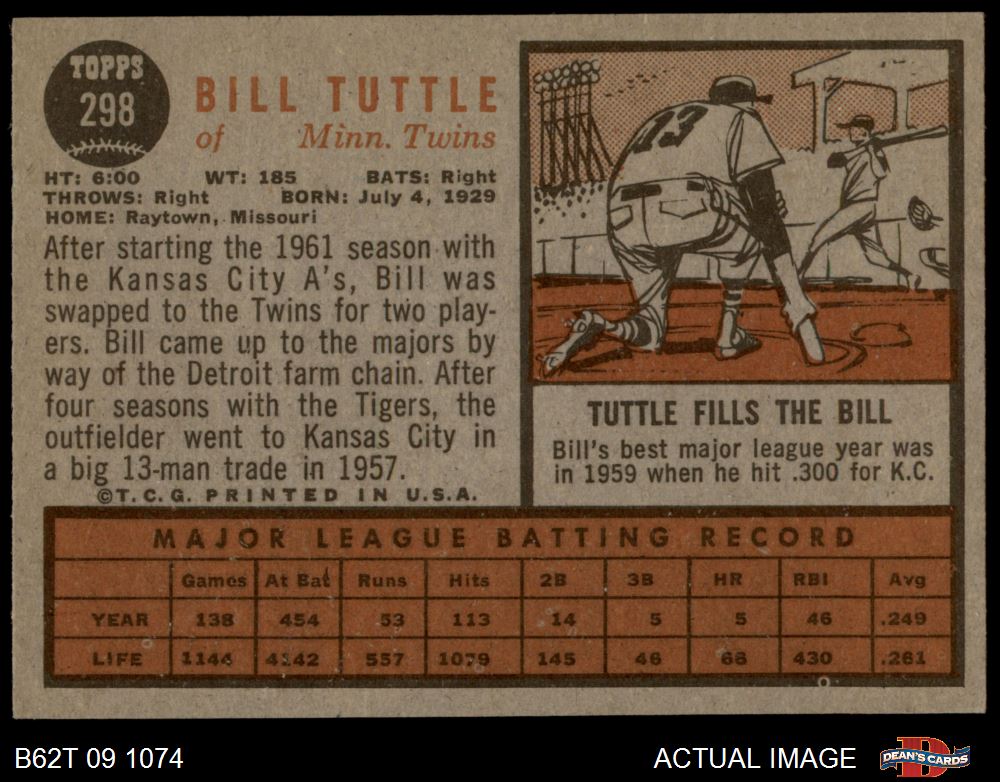 TOPPS
298
BILL TUTTLE
of Minn. Twins
HT: 6:00 WT: 185 BATS: Right
THROWS: Right BORN: July 4, 1929
HOME: Raytown, Missouri
After starting the 1961 season with
the Kansas City A's, Bill was
swapped to the Twins for two play-
ers. Bill came up to the majors by
way of the Detroit farm chain. After
four seasons with the Tigers, the
outfielder went to Kansas City in
a big 13-man trade in 1957.
©T.C.G. PRINTED IN U.S.A.
13
TUTTLE FILLS THE BILL
Bill's best major league year was
in 1959 when he hit .300 for K.C.
MAJOR LEAGUE BATTING RECORD
Games At Bat Runs Hits 2B 3B HR RBI Avg
YEAR 138 454 53 113 14 5 5 46 .249
LIFE 1144 4142 557 1079 145 46 66 430 .261
B62T 09 1074
ACTUAL IMAGE
DEAN'S CARDS